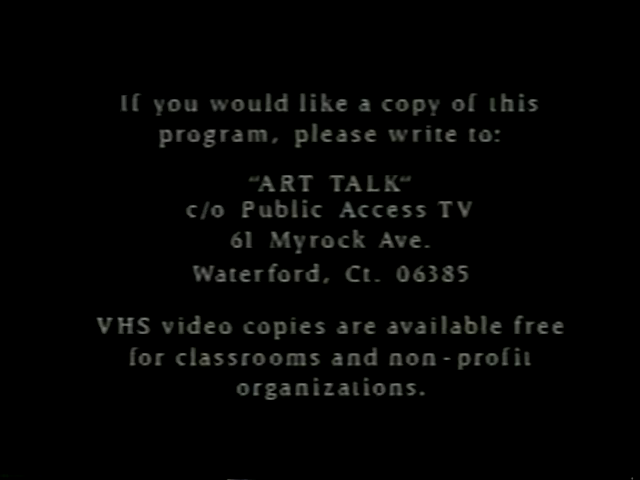 If you would like a copy of this
program, please write to:
"ART TALK"
c/o Public Access TV
61 Myrock Ave.
Waterford, Ct. 06385
VHS video copies are available free
for classrooms and non-profit
organizations.